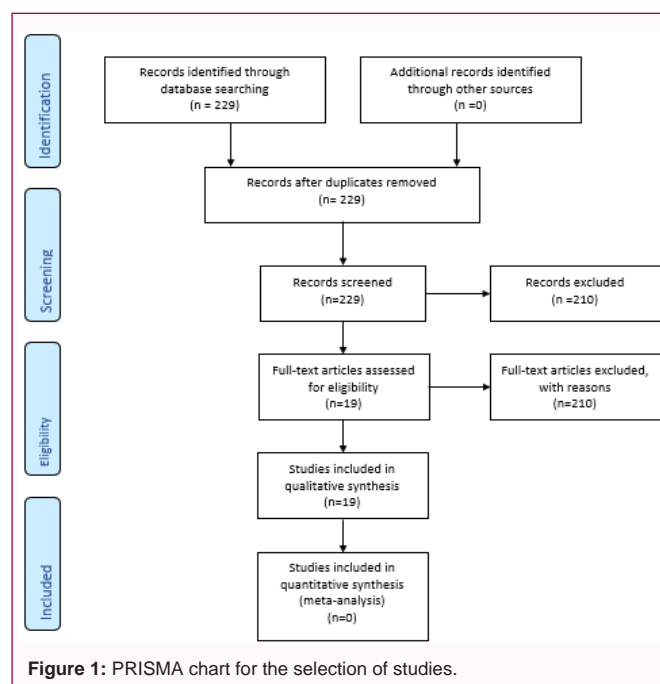 Identification
Records identified through
database searching
(n = 229)
Additional records identified
through other sources
(n =0)
Records after duplicates removed
(n= 229)
Screening
Records screened
(n=229)
Records excluded
(n =210)
Eligibility
Full-text articles assessed
for eligibility
(n=19)
Full-text articles excluded,
with reasons
(n=210)
Studies included in
qualitative synthesis
(n=19)
Included
Studies included in
quantitative synthesis
(meta-analysis)
(n=0)
Figure 1: PRISMA chart for the selection of studies.